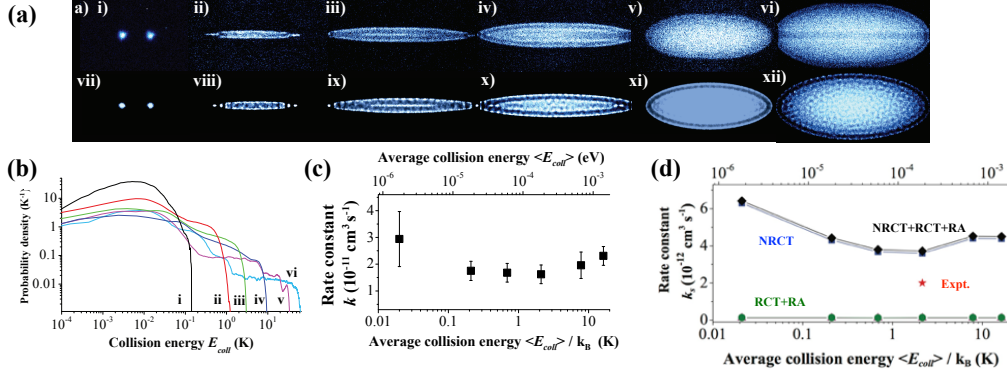 (a)
a) i) ii) iii) iv) v) vi)
vii) viii) ix) x) xi) xii)
(b)
Probability density (K⁻¹)
10
1
0.1
0.01
i ii iii iv v vi
10⁻⁴ 10⁻³ 10⁻² 10⁻¹ 10⁰ 10¹
Collision energy E_coll (K)
(c)
Average collision energy <E_coll> (eV)
10⁻⁶ 10⁻⁵ 10⁻⁴ 10⁻³
Rate constant
k (10⁻¹¹ cm³ s⁻¹)
4
3
2
1
0
0.01 0.1 1 10
Average collision energy <E_coll> / k_B (K)
(d)
10⁻⁶ 10⁻⁵ 10⁻⁴ 10⁻³
Rate constant
k_s (10⁻¹² cm³ s⁻¹)
6
4
2
0
NRCT
NRCT+RCT+RA
Expt.
RCT+RA
0.01 0.1 1 10
Average collision energy <E_coll> / k_B (K)